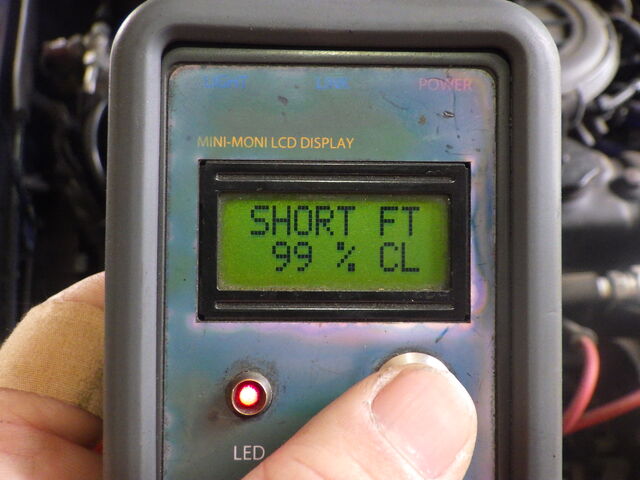 POWER
MINI-MONI LCD DISPLAY
SHORT FT
99 % CL
LED